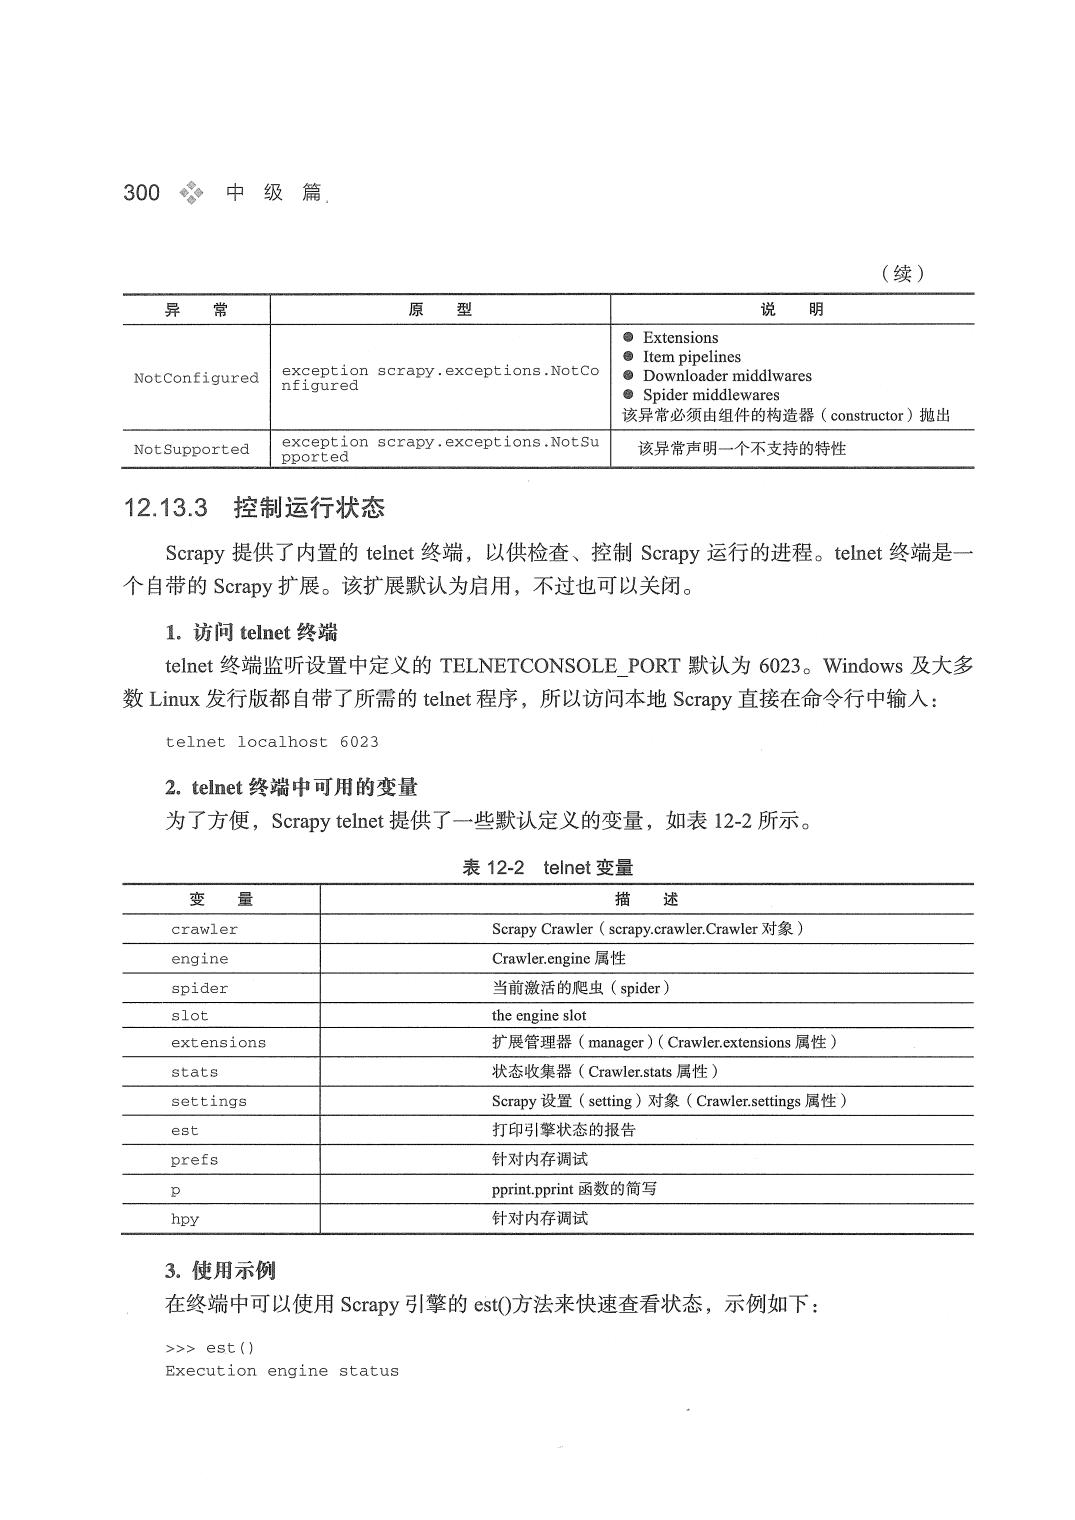 300 中 级 篇
（续）
异 常 原 型 说 明
NotConfigured exception scrapy.exceptions.NotCo
nfigured
● Extensions
● Item pipelines
● Downloader middlwares
● Spider middlewares
该异常必须由组件的构造器（constructor）抛出
NotSupported exception scrapy.exceptions.NotSu
pported
该异常声明一个不支持的特性
12.13.3 控制运行状态
Scrapy 提供了内置的 telnet 终端，以供检查、控制 Scrapy 运行的进程。telnet 终端是一
个自带的 Scrapy 扩展。该扩展默认为启用，不过也可以关闭。
1. 访问 telnet 终端
telnet 终端监听设置中定义的 TELNETCONSOLE_PORT 默认为 6023。Windows 及大多
数 Linux 发行版都自带了所需的 telnet 程序，所以访问本地 Scrapy 直接在命令行中输入：
telnet localhost 6023
2. telnet 终端中可用的变量
为了方便，Scrapy telnet 提供了一些默认定义的变量，如表 12-2 所示。
表 12-2 telnet 变量
变 量 描 述
crawler Scrapy Crawler（scrapy.crawler.Crawler 对象）
engine Crawler.engine 属性
spider 当前激活的爬虫（spider）
slot the engine slot
extensions 扩展管理器（manager）（Crawler.extensions 属性）
stats 状态收集器（Crawler.stats 属性）
settings Scrapy 设置（setting）对象（Crawler.settings 属性）
est 打印引擎状态的报告
prefs 针对内存调试
p pprint.pprint 函数的简写
hpy 针对内存调试
3. 使用示例
在终端中可以使用 Scrapy 引擎的 est()方法来快速查看状态，示例如下：
>>> est()
Execution engine status